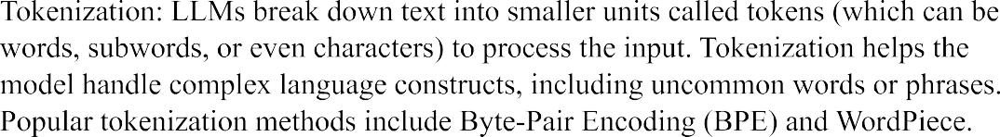 Tokenization: LLMs break down text into smaller units called tokens (which can be
words, subwords, or even characters) to process the input. Tokenization helps the
model handle complex language constructs, including uncommon words or phrases.
Popular tokenization methods include Byte-Pair Encoding (BPE) and WordPiece.